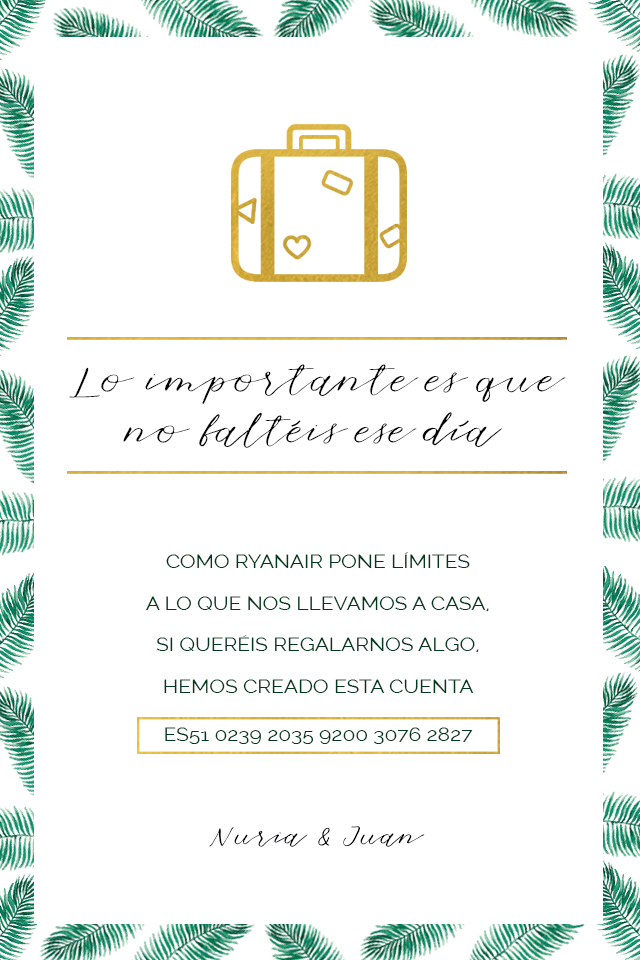 Lo importante es que
no faltéis ese día
COMO RYANAIR PONE LÍMITES
A LO QUE NOS LLEVAMOS A CASA,
SI QUERÉIS REGALARNOS ALGO,
HEMOS CREADO ESTA CUENTA
ES51 0239 2035 9200 3076 2827
Nuria & Juan